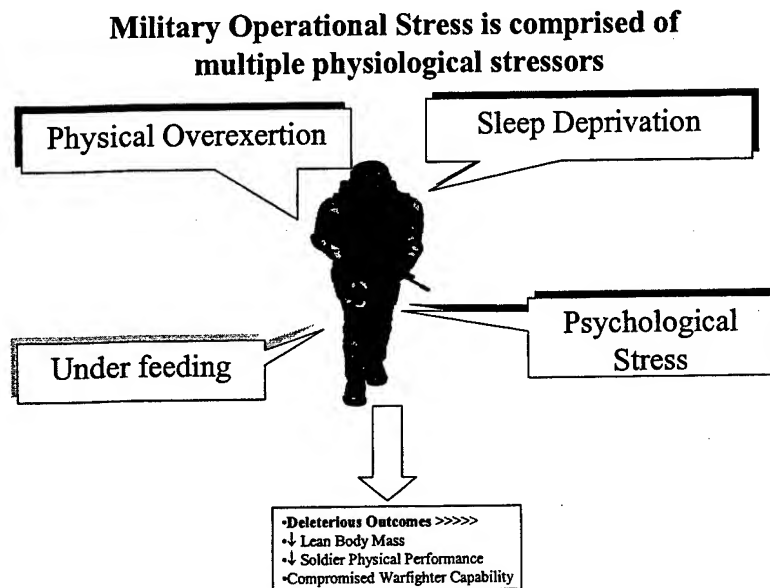 Military Operational Stress is comprised of
multiple physiological stressors
Physical Overexertion
Sleep Deprivation
Under feeding
Psychological
Stress
•Deleterious Outcomes >>>>>
•↓ Lean Body Mass
•↓ Soldier Physical Performance
•Compromised Warfighter Capability